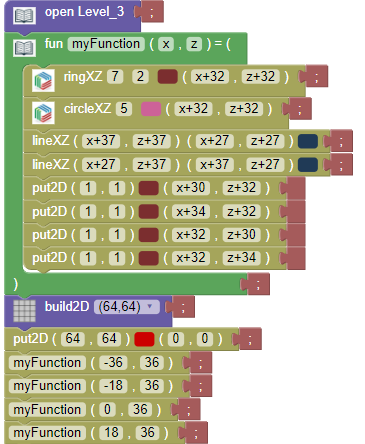 open Level_3 ;
fun myFunction ( x , z ) = (
ringXZ 7 2 ( x+32 , z+32 ) ;
circleXZ 5 ( x+32 , z+32 ) ;
lineXZ ( x+37 , z+37 ) ( x+27 , z+27 ) ;
lineXZ ( x+27 , z+37 ) ( x+37 , z+27 ) ;
put2D ( 1 , 1 ) ( x+30 , z+32 ) ;
put2D ( 1 , 1 ) ( x+34 , z+32 ) ;
put2D ( 1 , 1 ) ( x+32 , z+30 ) ;
put2D ( 1 , 1 ) ( x+32 , z+34 ) ;
) ;
build2D (64,64) ;
put2D ( 64 , 64 ) ( 0 , 0 ) ;
myFunction ( -36 , 36 ) ;
myFunction ( -18 , 36 ) ;
myFunction ( 0 , 36 ) ;
myFunction ( 18 , 36 ) ;